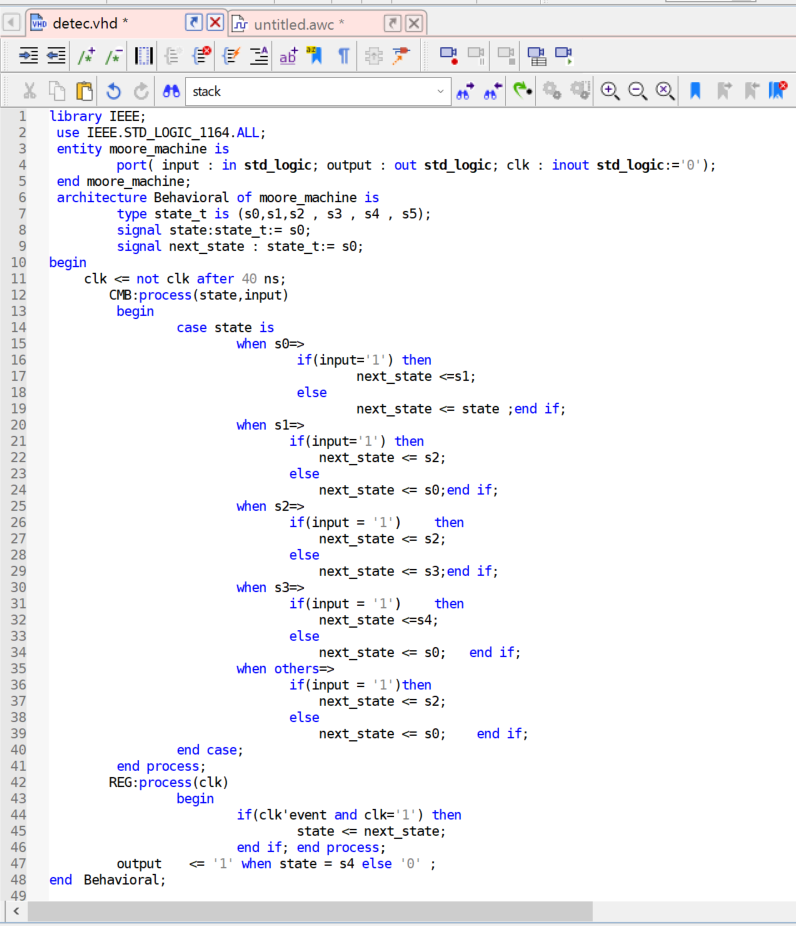 detec.vhd *
untitled.awc *
stack
1 library IEEE;
2 use IEEE.STD_LOGIC_1164.ALL;
3 entity moore_machine is
4 port( input : in std_logic; output : out std_logic; clk : inout std_logic:='0');
5 end moore_machine;
6 architecture Behavioral of moore_machine is
7 type state_t is (s0,s1,s2 , s3 , s4 , s5);
8 signal state:state_t:= s0;
9 signal next_state : state_t:= s0;
10 begin
11 clk <= not clk after 40 ns;
12 CMB:process(state,input)
13 begin
14 case state is
15 when s0=>
16 if(input='1') then
17 next_state <=s1;
18 else
19 next_state <= state ;end if;
20 when s1=>
21 if(input='1') then
22 next_state <= s2;
23 else
24 next_state <= s0;end if;
25 when s2=>
26 if(input = '1') then
27 next_state <= s2;
28 else
29 next_state <= s3;end if;
30 when s3=>
31 if(input = '1') then
32 next_state <=s4;
33 else
34 next_state <= s0; end if;
35 when others=>
36 if(input = '1')then
37 next_state <= s2;
38 else
39 next_state <= s0; end if;
40 end case;
41 end process;
42 REG:process(clk)
43 begin
44 if(clk'event and clk='1') then
45 state <= next_state;
46 end if; end process;
47 output <= '1' when state = s4 else '0' ;
48 end Behavioral;
49